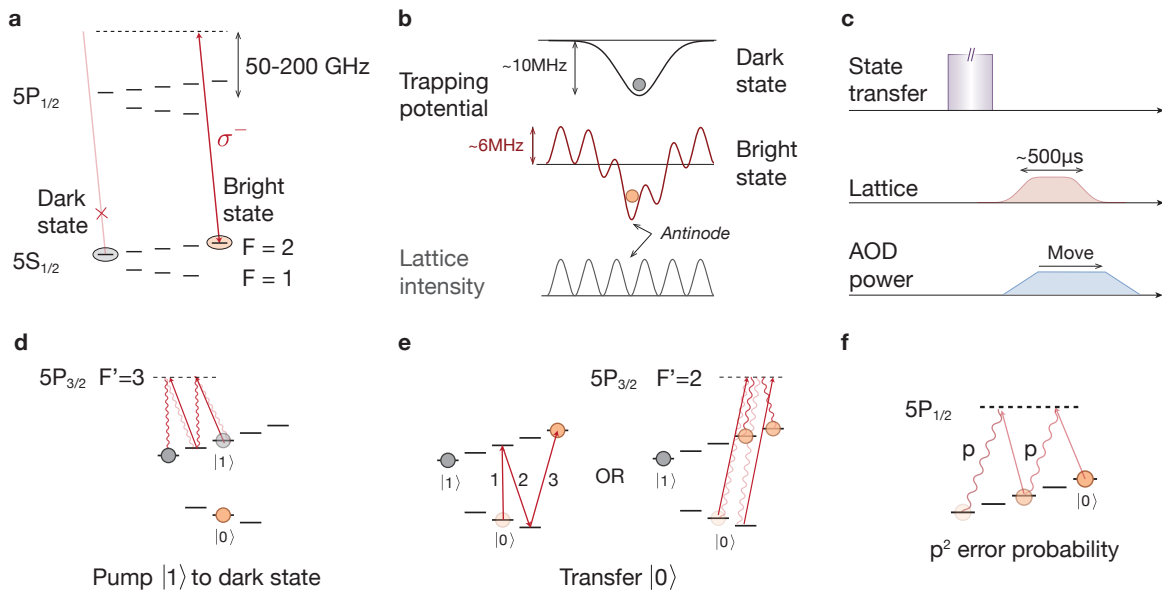 a
50-200 GHz
5P1/2
σ−
Dark
state
Bright
state
5S1/2
F = 2
F = 1
b
~10MHz
Dark
state
Trapping
potential
~6MHz
Bright
state
Antinode
Lattice
intensity
c
State
transfer
//
~500µs
Lattice
AOD
power
Move
d
5P3/2 F'=3
|1⟩
|0⟩
Pump |1⟩ to dark state
e
5P3/2 F'=2
|1⟩
1
2
3
|0⟩
OR
|1⟩
|0⟩
Transfer |0⟩
f
5P1/2
p
p
|0⟩
p² error probability